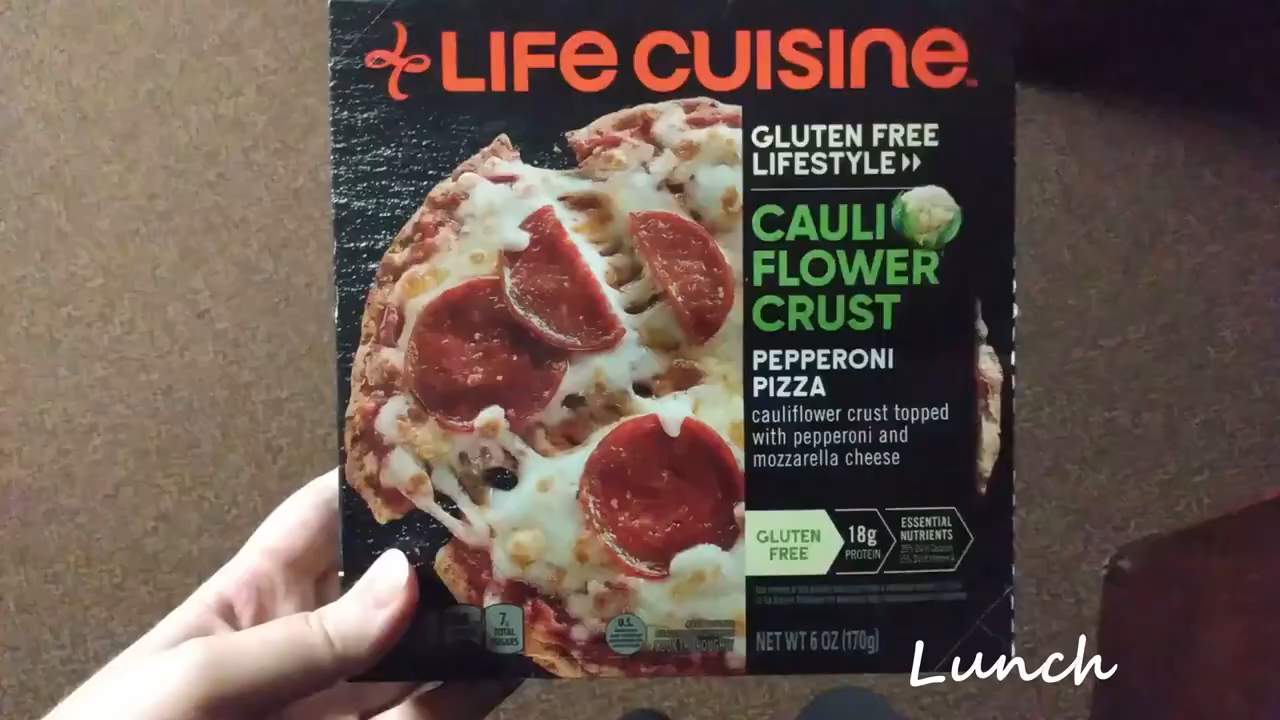 LIFe CUISIne
GLUTEN FREE
LIFESTYLE
CAULI
FLOWER
CRUST
PEPPERONI
PIZZA
cauliflower crust topped
with pepperoni and
mozzarella cheese
GLUTEN
FREE
18g
PROTEIN
ESSENTIAL
NUTRIENTS
7g
TOTAL
SUGARS
U.S.
NET WT 6 OZ (170g)
Lunch